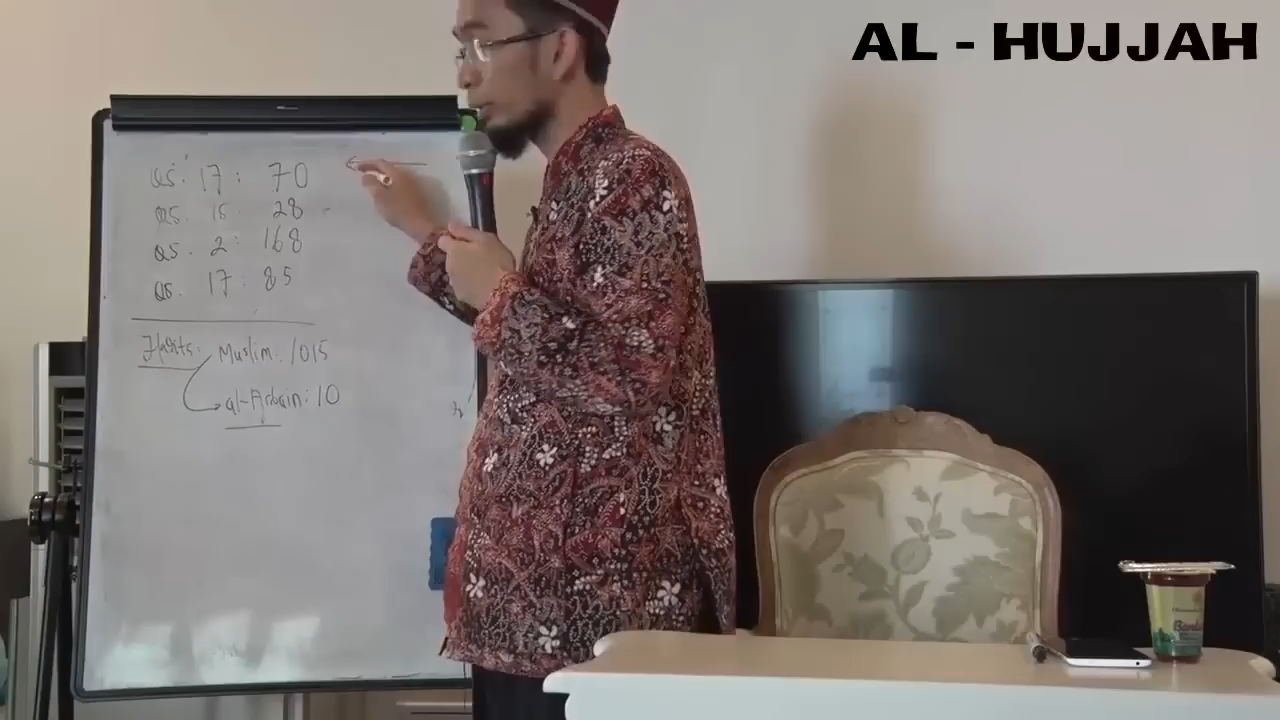 AL - HUJJAH
QS. 17 : 70
QS. 15 28
QS. 2 : 168
QS. 17 : 85
Hadits: Muslim: 1015
al-Arbain: 10